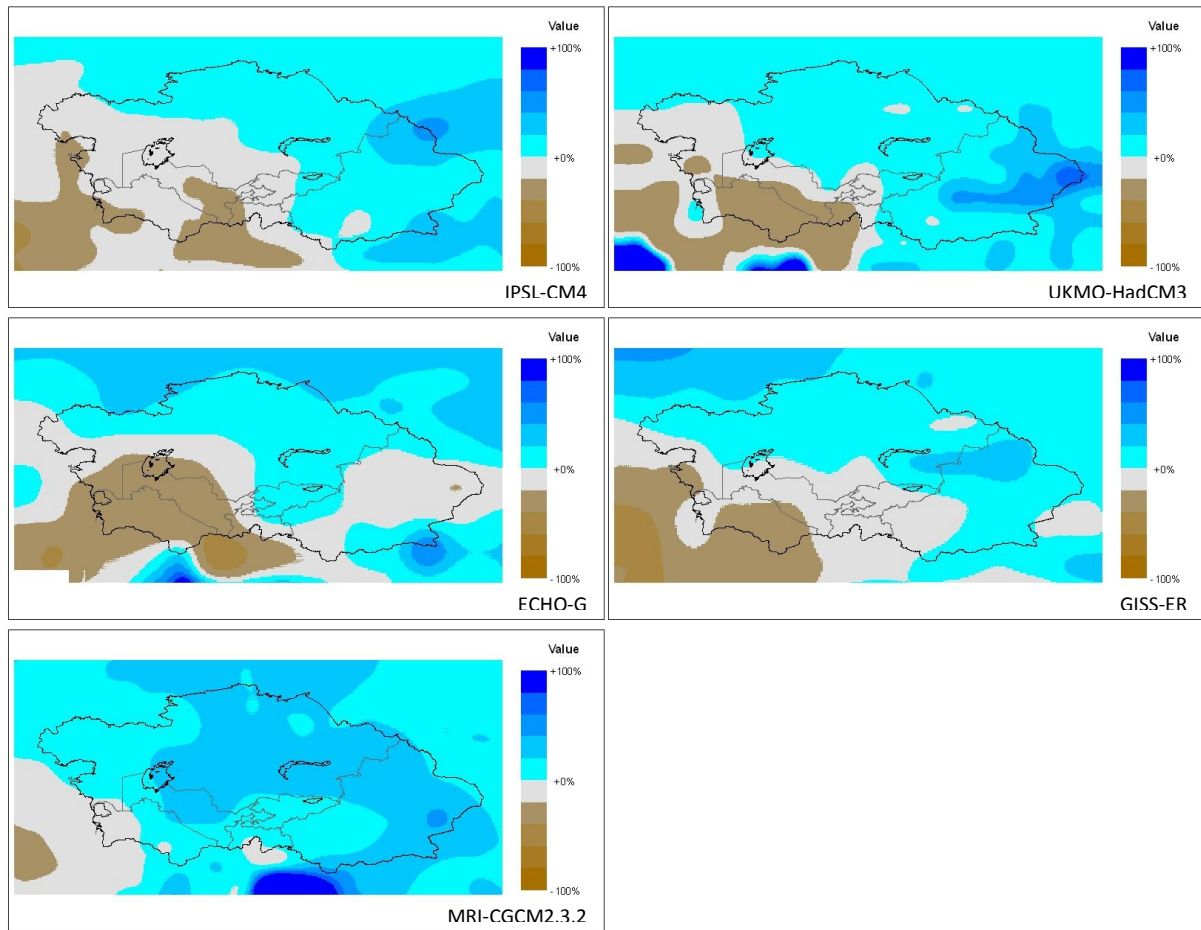 Value
+100%
+0%
- 100%
IPSL-CM4
Value
+100%
+0%
- 100%
UKMO-HadCM3
Value
+100%
+0%
- 100%
ECHO-G
Value
+100%
+0%
- 100%
GISS-ER
Value
+100%
+0%
- 100%
MRI-CGCM2.3.2